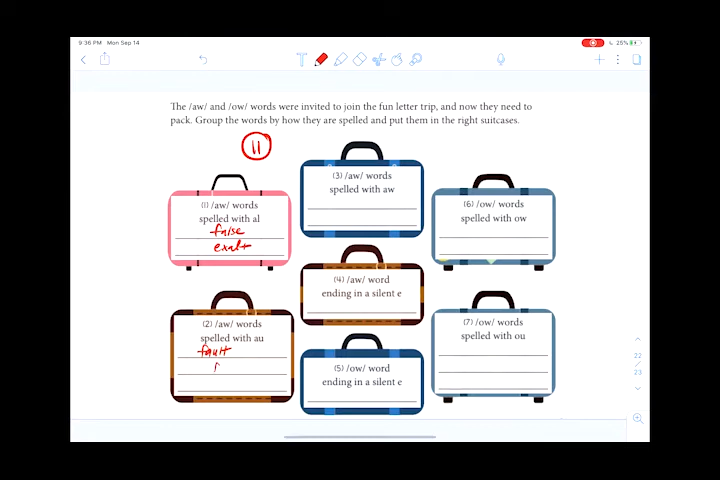 9:36 PM Mon Sep 14
25%
T
The /aw/ and /ow/ words were invited to join the fun letter trip, and now they need to
pack. Group the words by how they are spelled and put them in the right suitcases.
11
(1) /aw/ words
spelled with al
false
exalt
(2) /aw/ words
spelled with au
fault
(3) /aw/ words
spelled with aw
(4) /aw/ word
ending in a silent e
(5) /ow/ word
ending in a silent e
(6) /ow/ words
spelled with ow
(7) /ow/ words
spelled with ou
22
23